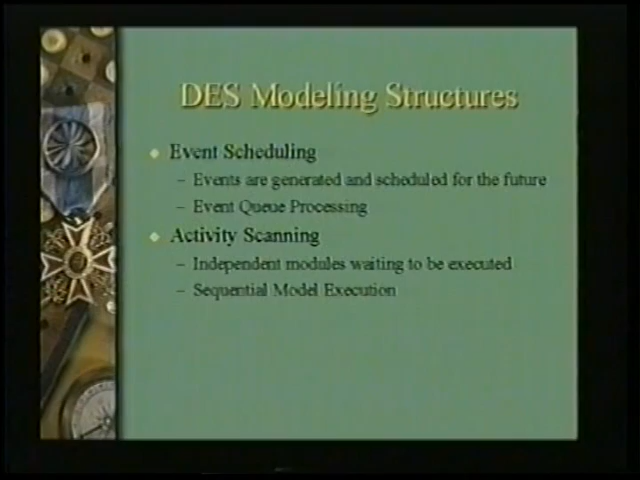 DES Modeling Structures
Event Scheduling
– Events are generated and scheduled for the future
– Event Queue Processing
Activity Scanning
– Independent modules waiting to be executed
– Sequential Model Execution